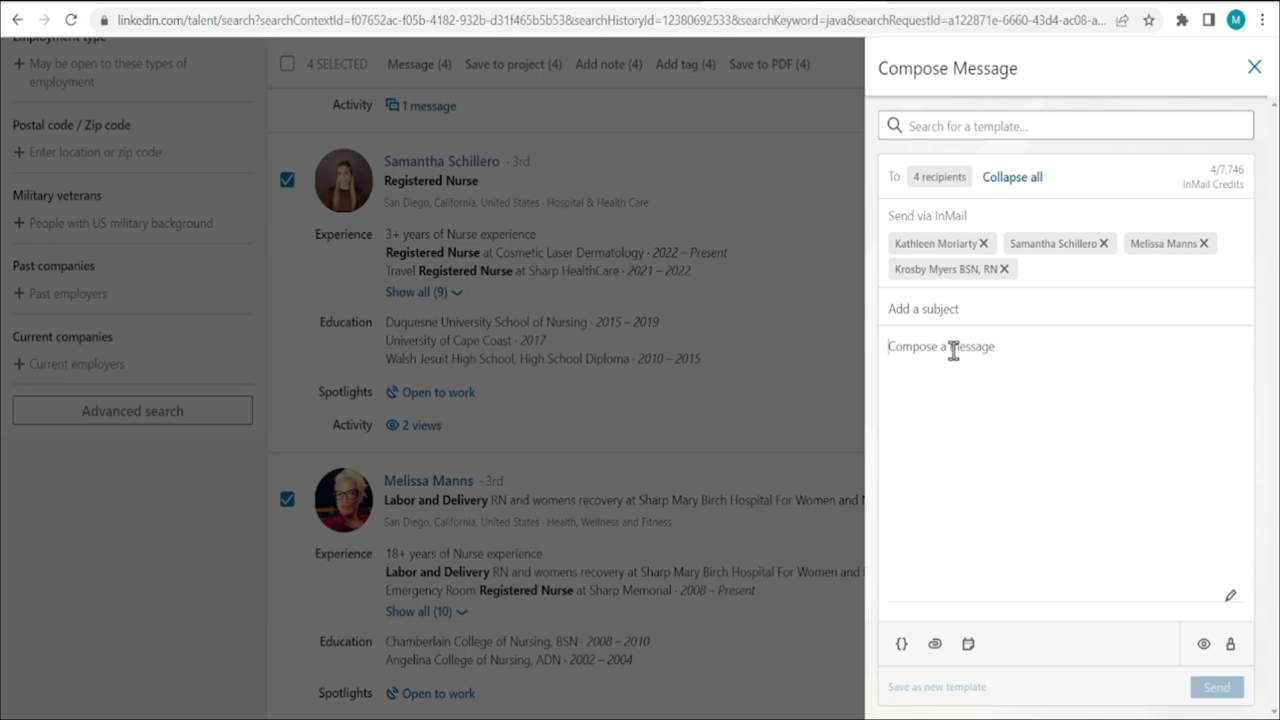 linkedin.com/talent/search?searchContextId=f07652ac-f05b-4182-932b-d31f465b5b53&searchHistoryId=12380692533&searchKeyword=java&searchRequestId=a122871e-6660-43d4-ac08-a...
M
Employment type
+ May be open to these types of
employment
Postal code / Zip code
+ Enter location or zip code
Military veterans
+ People with US military background
Past companies
+ Past employers
Current companies
+ Current employers
Advanced search
4 SELECTED Message (4) Save to project (4) Add note (4) Add tag (4) Save to PDF (4)
Activity 1 message
Samantha Schillero · 3rd
Registered Nurse
San Diego, California, United States · Hospital & Health Care
Experience 3+ years of Nurse experience
Registered Nurse at Cosmetic Laser Dermatology · 2022 – Present
Travel Registered Nurse at Sharp HealthCare · 2021 – 2022
Show all (9)
Education Duquesne University School of Nursing · 2015 – 2019
University of Cape Coast · 2017
Walsh Jesuit High School, High School Diploma · 2010 – 2015
Spotlights Open to work
Activity 2 views
Melissa Manns · 3rd
Labor and Delivery RN and womens recovery at Sharp Mary Birch Hospital For Women and
San Diego, California, United States · Health, Wellness and Fitness
Experience 18+ years of Nurse experience
Labor and Delivery RN and womens recovery at Sharp Mary Birch Hospital For Women and
Emergency Room Registered Nurse at Sharp Memorial · 2008 – Present
Show all (10)
Education Chamberlain College of Nursing, BSN · 2008 – 2010
Angelina College of Nursing, ADN · 2002 – 2004
Spotlights Open to work
Compose Message
Search for a template...
To 4 recipients Collapse all 4/7,746
InMail Credits
Send via InMail
Kathleen Moriarty Samantha Schillero Melissa Manns
Krosby Myers BSN, RN
Add a subject
Compose a message
{}
Save as new template Send